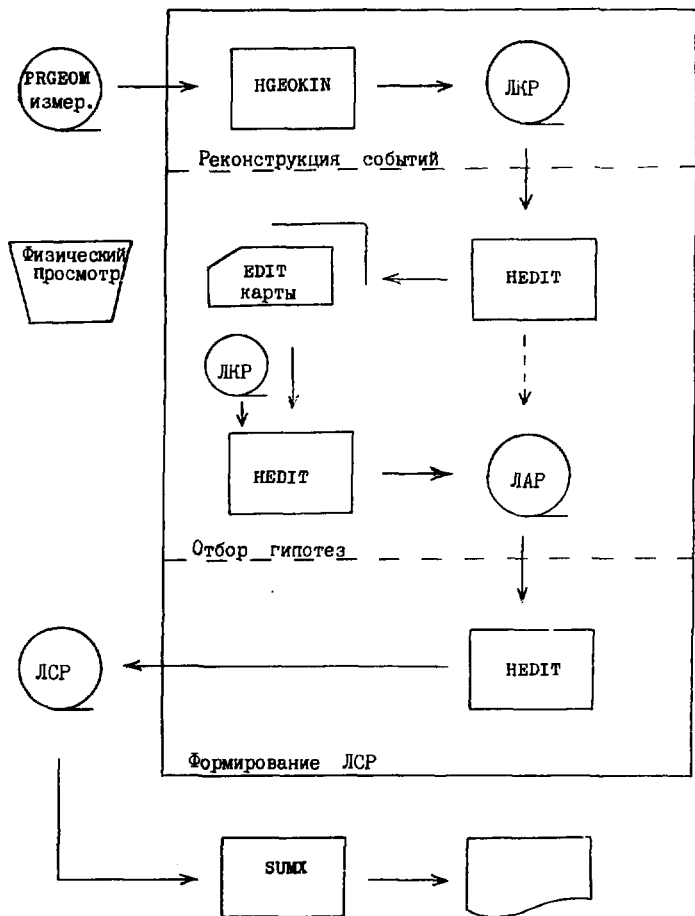 PRGEOM
измер.
HGEOKIN
ЛКР
Реконструкция событий
Физический
просмотр
EDIT
карты
HEDIT
ЛКР
HEDIT
ЛАР
Отбор гипотез
ЛСР
HEDIT
Формирование ЛСР
SUMX